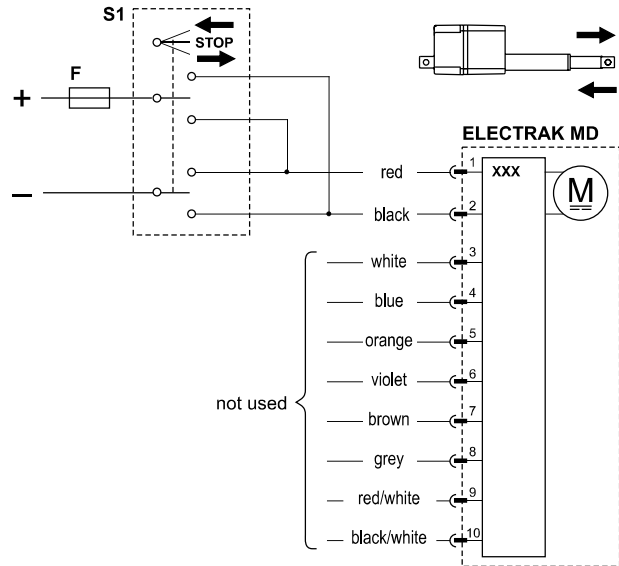 S1
STOP
F
+
–
ELECTRAK MD
red 1 XXX
M
black 2
white 3
blue 4
orange 5
violet 6
not used
brown 7
grey 8
red/white 9
black/white 10